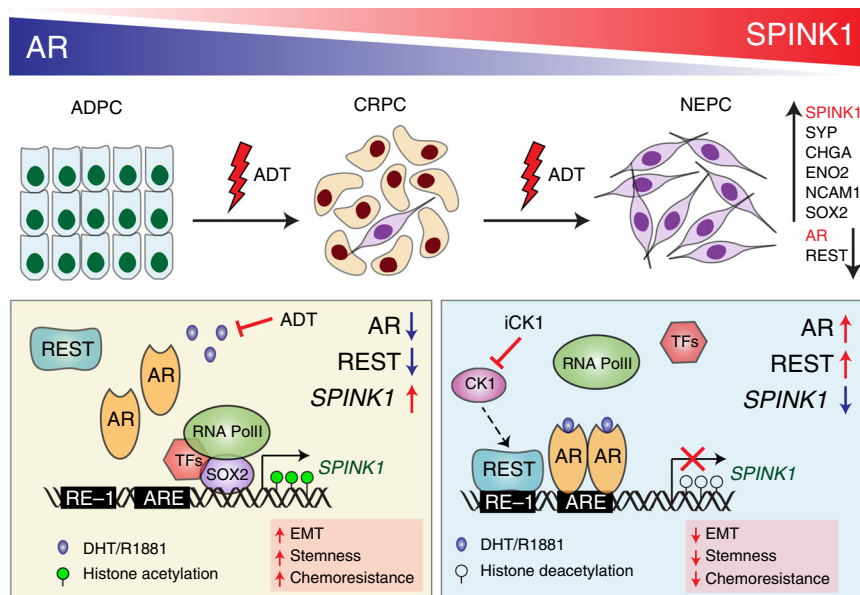 AR
SPINK1
ADPC
CRPC
NEPC
ADT
ADT
SPINK1
SYP
CHGA
ENO2
NCAM1
SOX2
AR
REST
REST
ADT
AR
AR
AR
REST
SPINK1
RNA PolII
TFs
SOX2
SPINK1
RE–1
ARE
DHT/R1881
Histone acetylation
EMT
Stemness
Chemoresistance
iCK1
CK1
RNA PolII
TFs
AR
REST
SPINK1
REST
AR
AR
SPINK1
RE–1
ARE
DHT/R1881
Histone deacetylation
EMT
Stemness
Chemoresistance